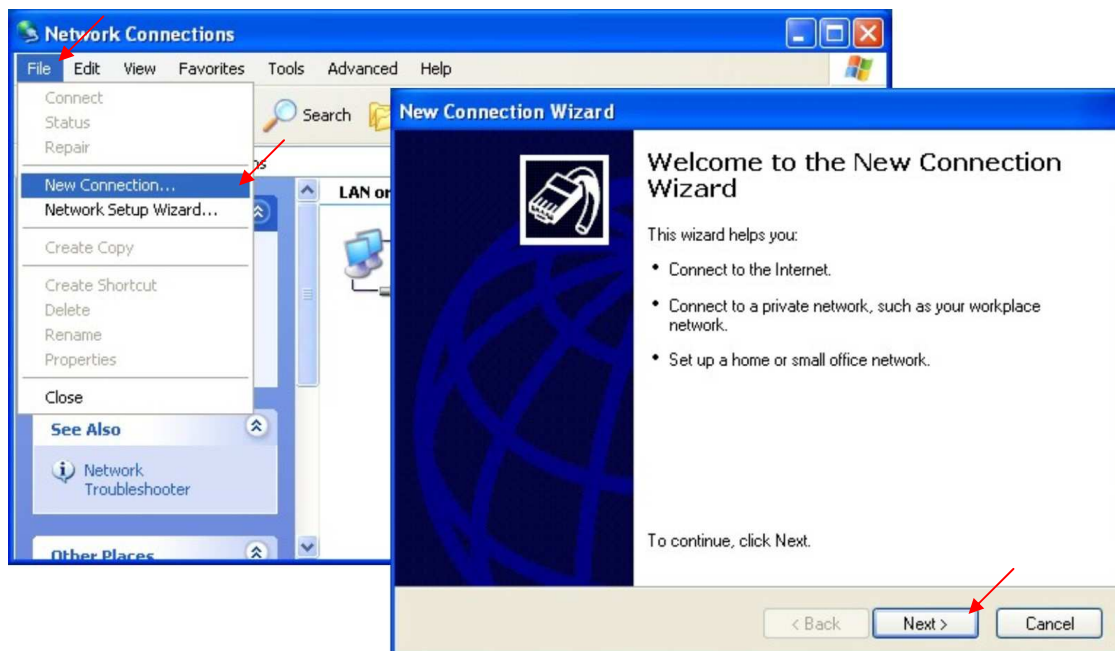 Network Connections
File Edit View Favorites Tools Advanced Help
Connect
Status
Repair
New Connection...
Network Setup Wizard...
Create Copy
Create Shortcut
Delete
Rename
Properties
Close
Search
LAN or
See Also
Network
Troubleshooter
Other Places
New Connection Wizard
Welcome to the New Connection
Wizard
This wizard helps you:
• Connect to the Internet.
• Connect to a private network, such as your workplace
network.
• Set up a home or small office network.
To continue, click Next.
< Back Next > Cancel